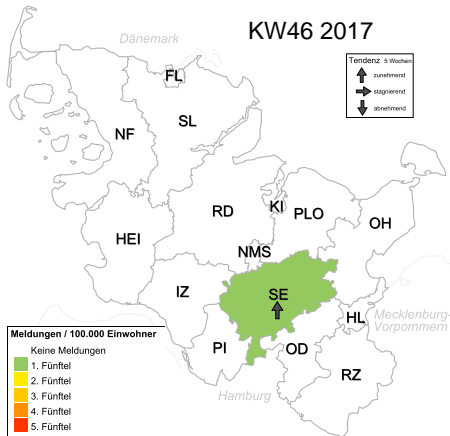 KW46 2017
Dänemark
Tendenz 5 Wochen
zunehmend
stagnierend
abnehmend
FL
SL
NF
RD
KI
PLO
OH
HEI
NMS
IZ
SE
HL
Mecklenburg-
Vorpommern
PI
OD
RZ
Hamburg
Meldungen / 100.000 Einwohner
Keine Meldungen
1. Fünftel
2. Fünftel
3. Fünftel
4. Fünftel
5. Fünftel